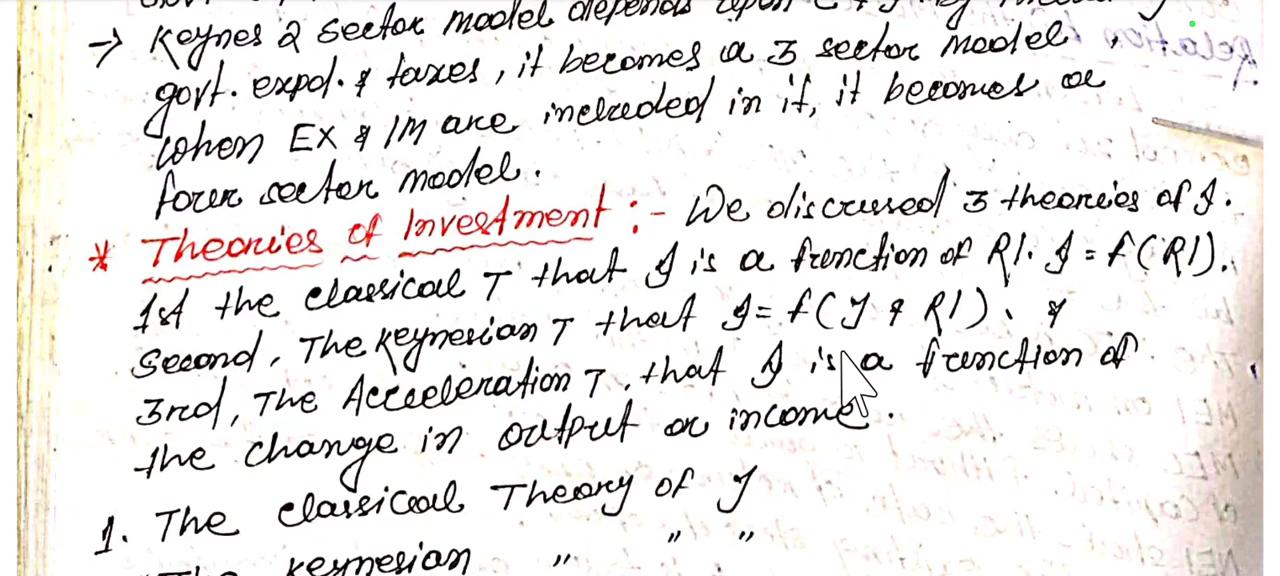 → Keynes 2 sector model depends upon C & I. By
govt. expd. & taxes, it becomes a 3 sector model,
when EX & IM are included in it, it becomes a
four sector model.
* Theories of Investment :- We discussed 3 theories of I.
1st the classical T that I is a function of RI. I = f(RI).
Second, The Keynesian T that I = f(Y & RI). &
3rd, The Acceleration T, that I is a function of
the change in output or income.
1. The classical Theory of I
The Keynesian " " "